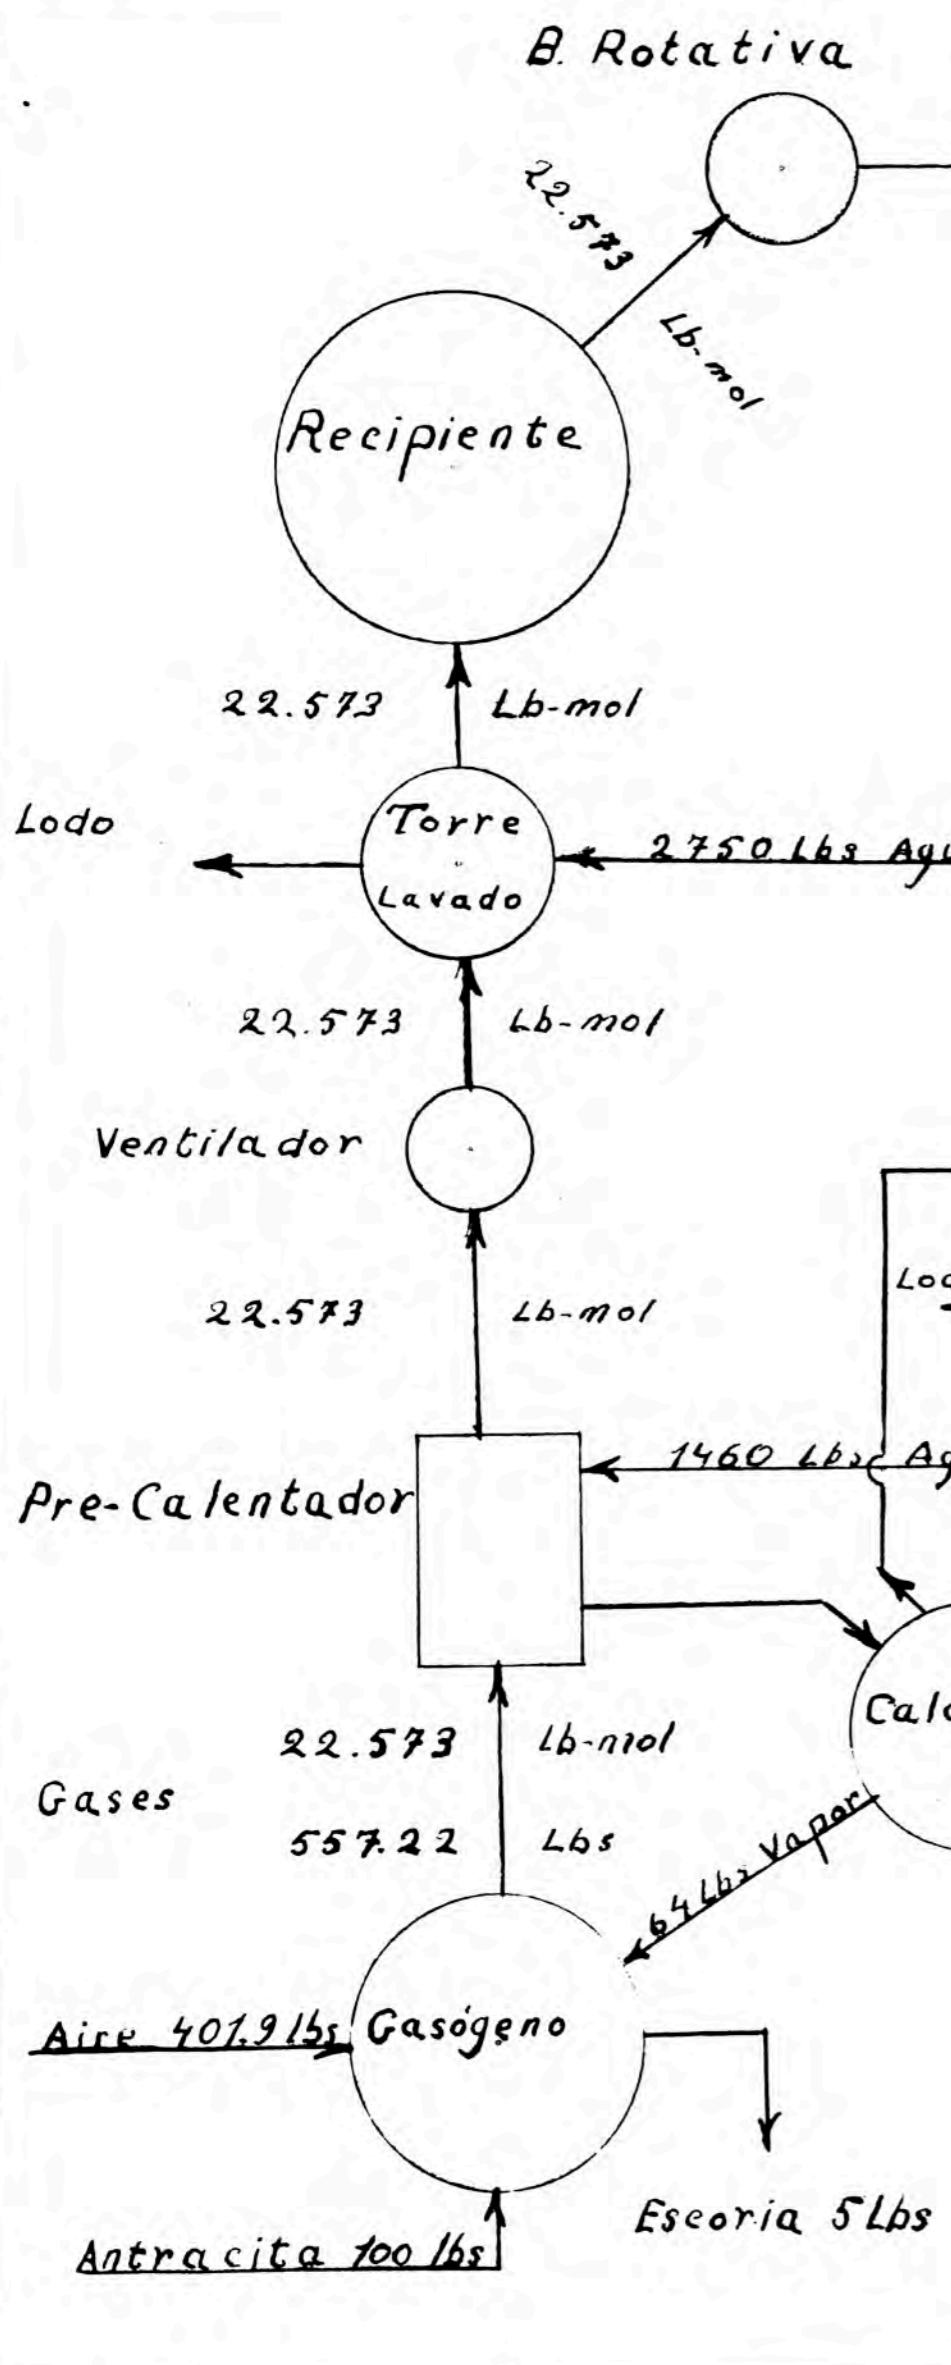 B. Rotativa
22.573
Lb-mol
Recipiente
22.573 Lb-mol
Lodo
Torre
Lavado
2750 Lbs
22.573 Lb-mol
Ventilador
22.573 Lb-mol
1460 Lbs
Pre-Calentador
22.573 Lb-mol
Gases
557.22 Lbs
64 Lbs Vapor
Aire 401.9 lbs
Gasógeno
Escoria 5 Lbs
Antracita 100 lbs